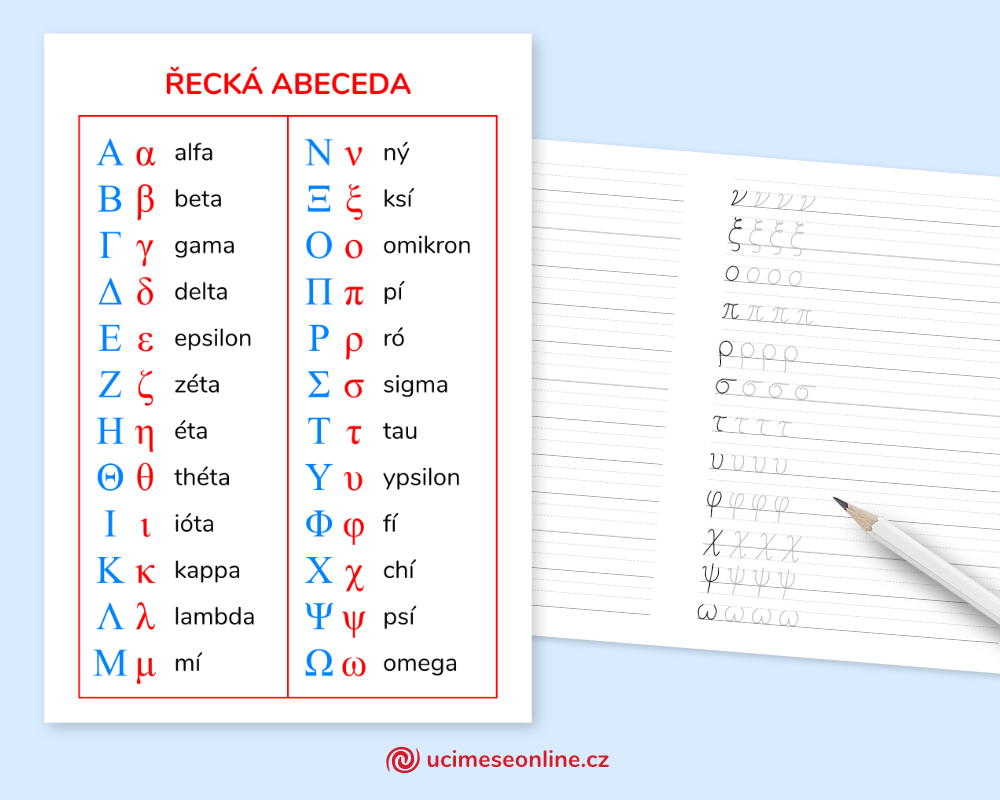 ŘECKÁ ABECEDA
Α α alfa
Β β beta
Γ γ gama
Δ δ delta
Ε ε epsilon
Ζ ζ zéta
Η η éta
Θ θ théta
Ι ι ióta
Κ κ kappa
Λ λ lambda
Μ μ mí
Ν ν ný
Ξ ξ ksí
Ο ο omikron
Π π pí
Ρ ρ ró
Σ σ sigma
Τ τ tau
Υ υ ypsilon
Φ φ fí
Χ χ chí
Ψ ψ psí
Ω ω omega
ν ν ν ν
ξ ξ ξ ξ
ο ο ο ο
π π π π
ρ ρ ρ ρ
σ σ σ σ
τ τ τ τ
υ υ υ υ
φ φ φ φ
χ χ χ χ
ψ ψ ψ ψ
ω ω ω ω
ucimeseonline.cz